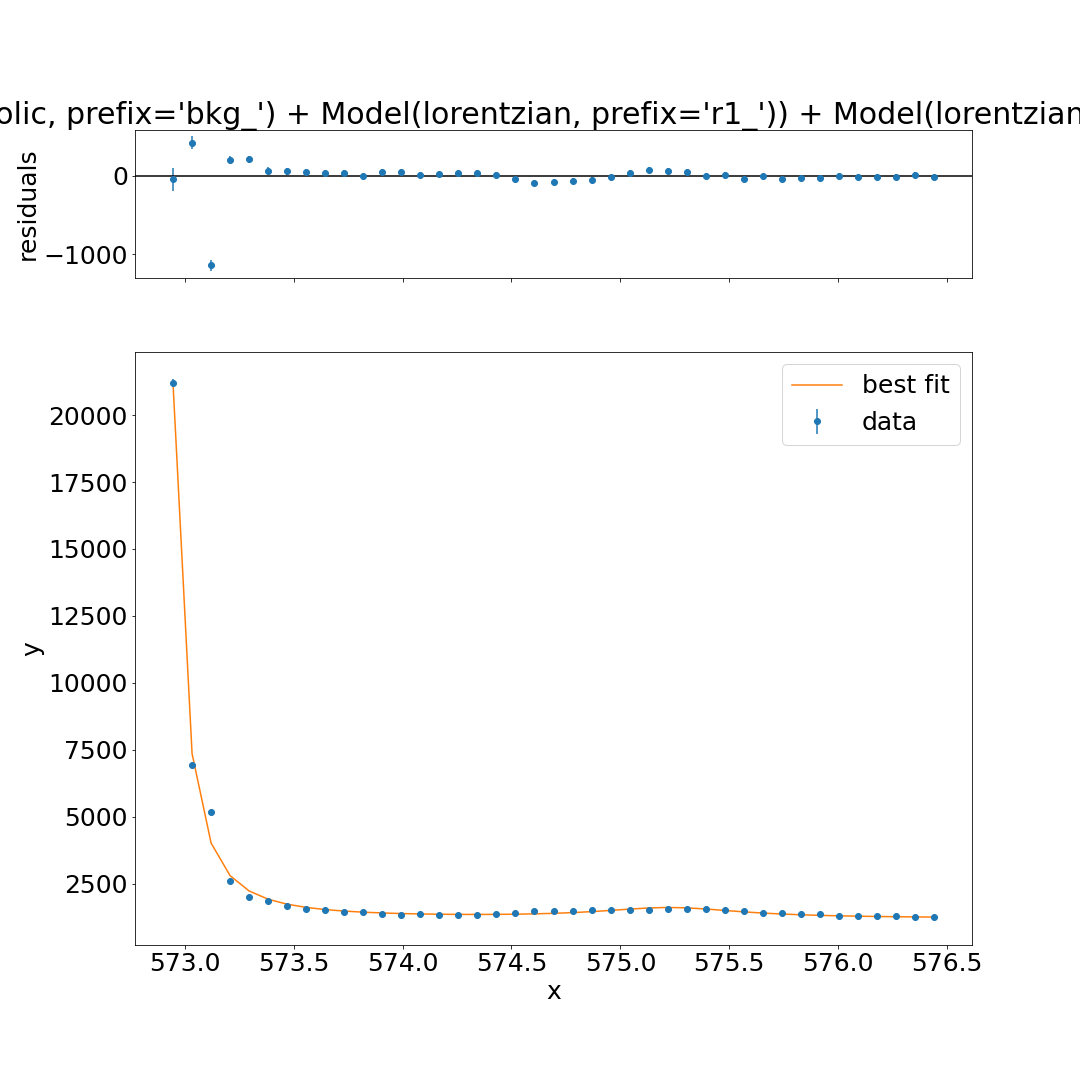 olic, prefix='bkg_') + Model(lorentzian, prefix='r1_')) + Model(lorentzian
residuals
0
−1000
y
20000
17500
15000
12500
10000
7500
5000
2500
best fit
data
573.0 573.5 574.0 574.5 575.0 575.5 576.0 576.5
x